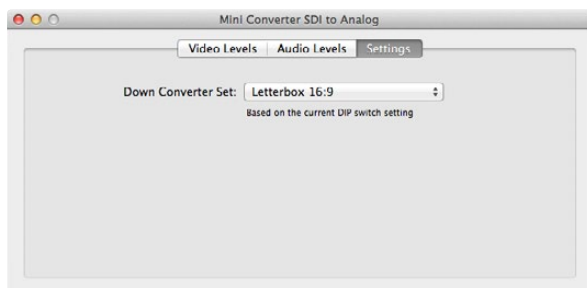 Mini Converter SDI to Analog
Video Levels Audio Levels Settings
Down Converter Set: Letterbox 16:9
Based on the current DIP switch setting